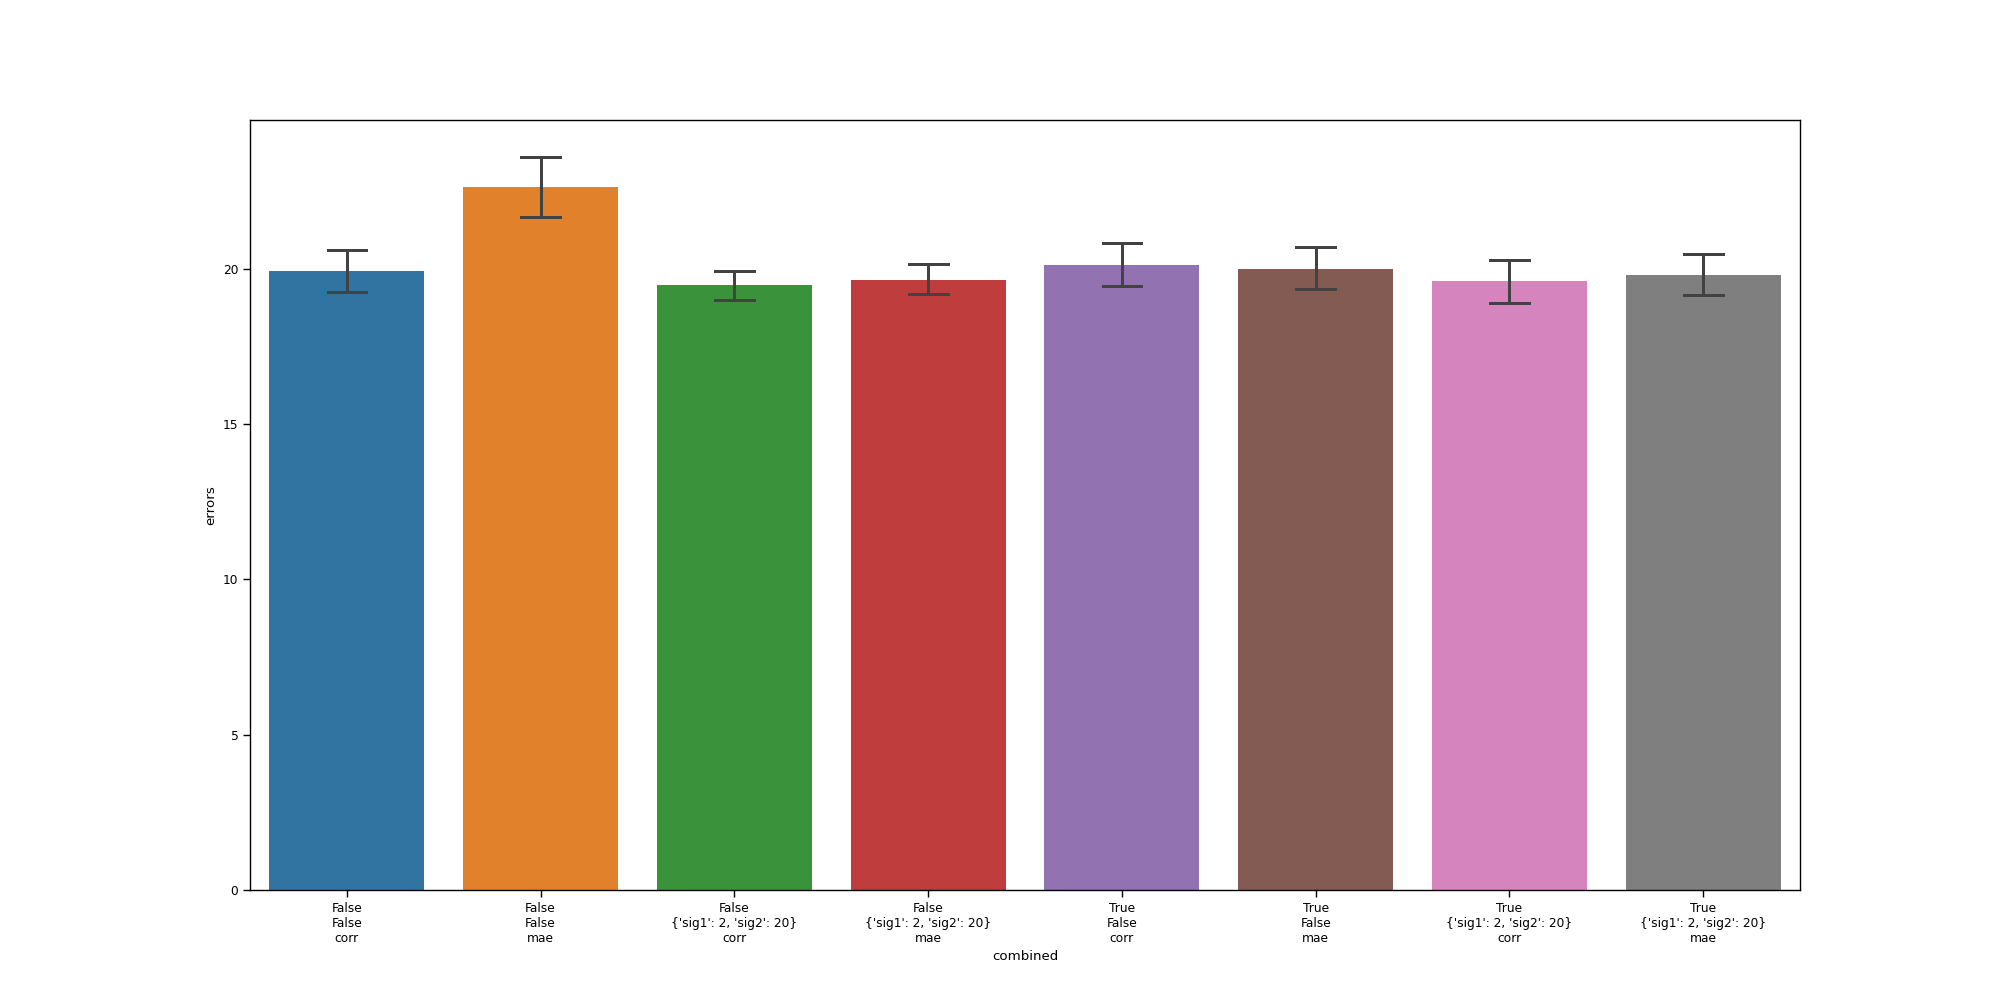 errors
20
15
10
5
0
False
False
corr
False
False
mae
False
{'sig1': 2, 'sig2': 20}
corr
False
{'sig1': 2, 'sig2': 20}
mae
True
False
corr
True
False
mae
True
{'sig1': 2, 'sig2': 20}
corr
True
{'sig1': 2, 'sig2': 20}
mae
combined